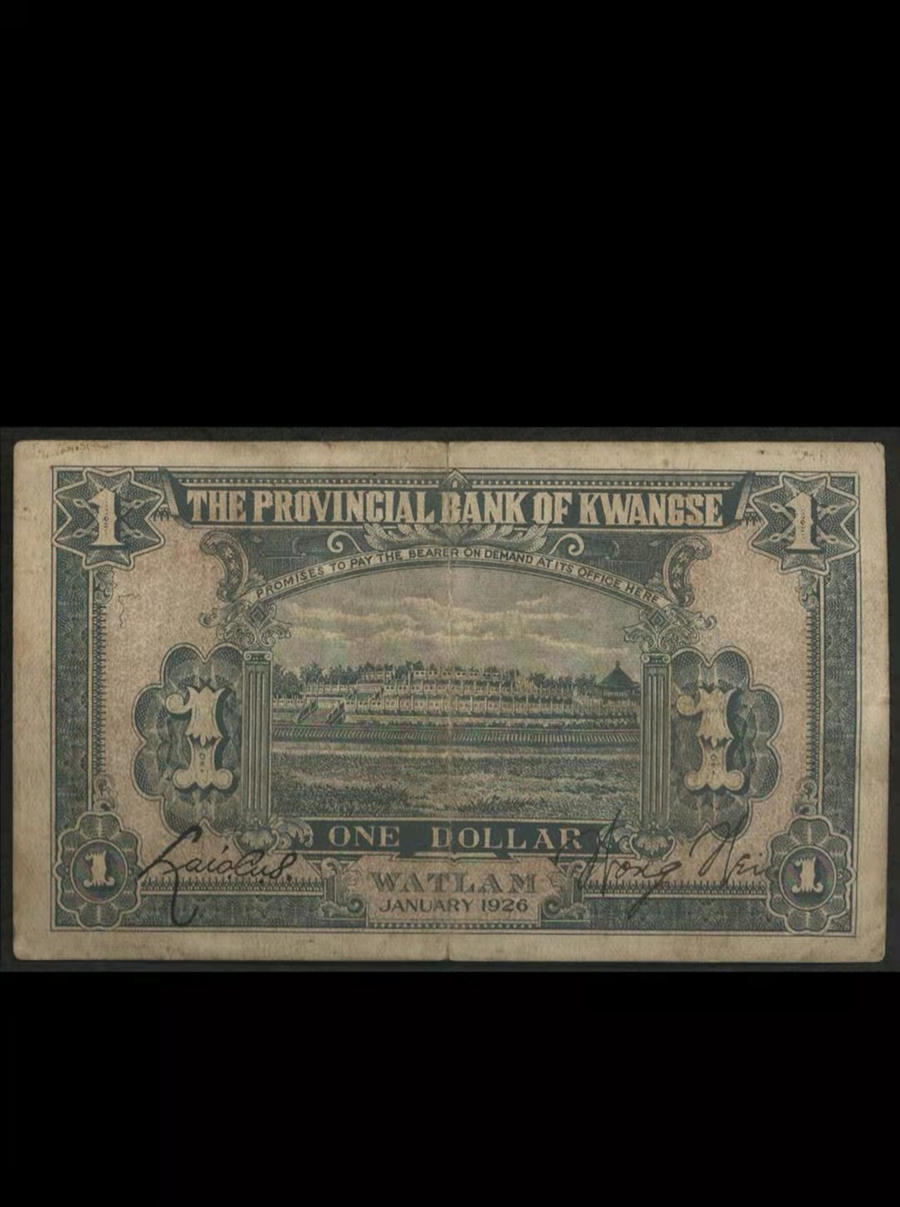 1 THE PROVINCIAL BANK OF KWANGSE 1
PROMISES TO PAY THE BEARER ON DEMAND AT ITS OFFICE HERE
1 1
ONE DOLLAR
WATLAM
JANUARY 1926
1 1